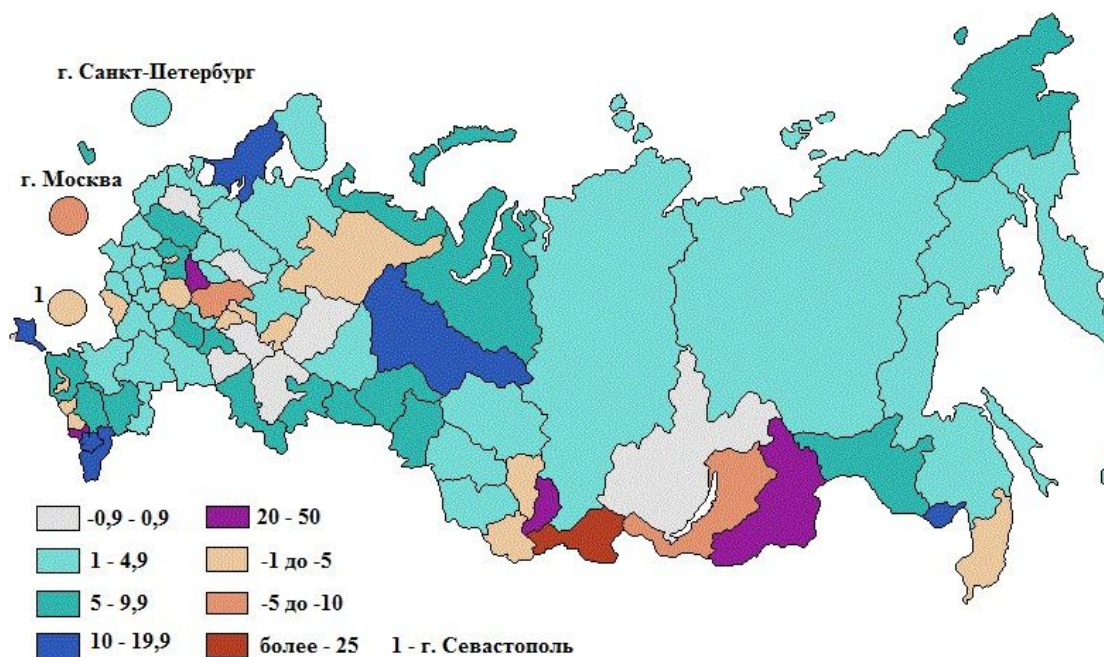 г. Санкт-Петербург
г. Москва
1
-0,9 - 0,9
20 - 50
1 - 4,9
-1 до -5
5 - 9,9
-5 до -10
10 - 19,9
более - 25
1 - г. Севастополь